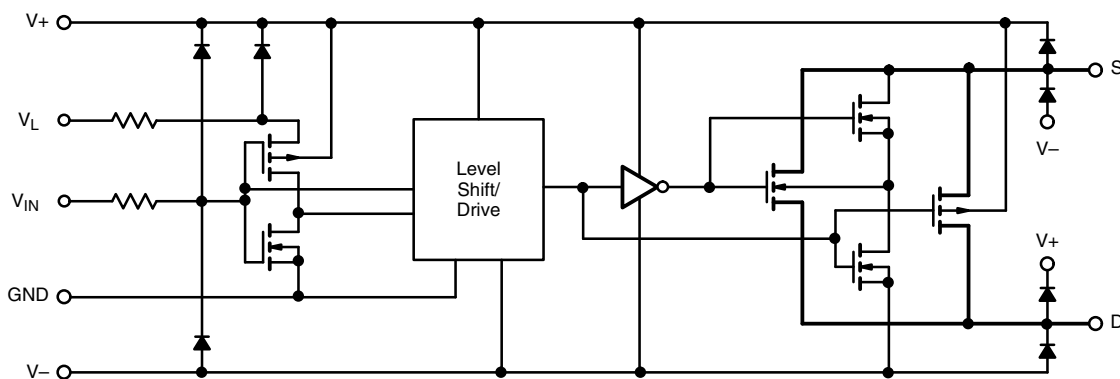 V+
S
V_L
V−
Level
Shift/
Drive
V_IN
V+
GND
D
V−